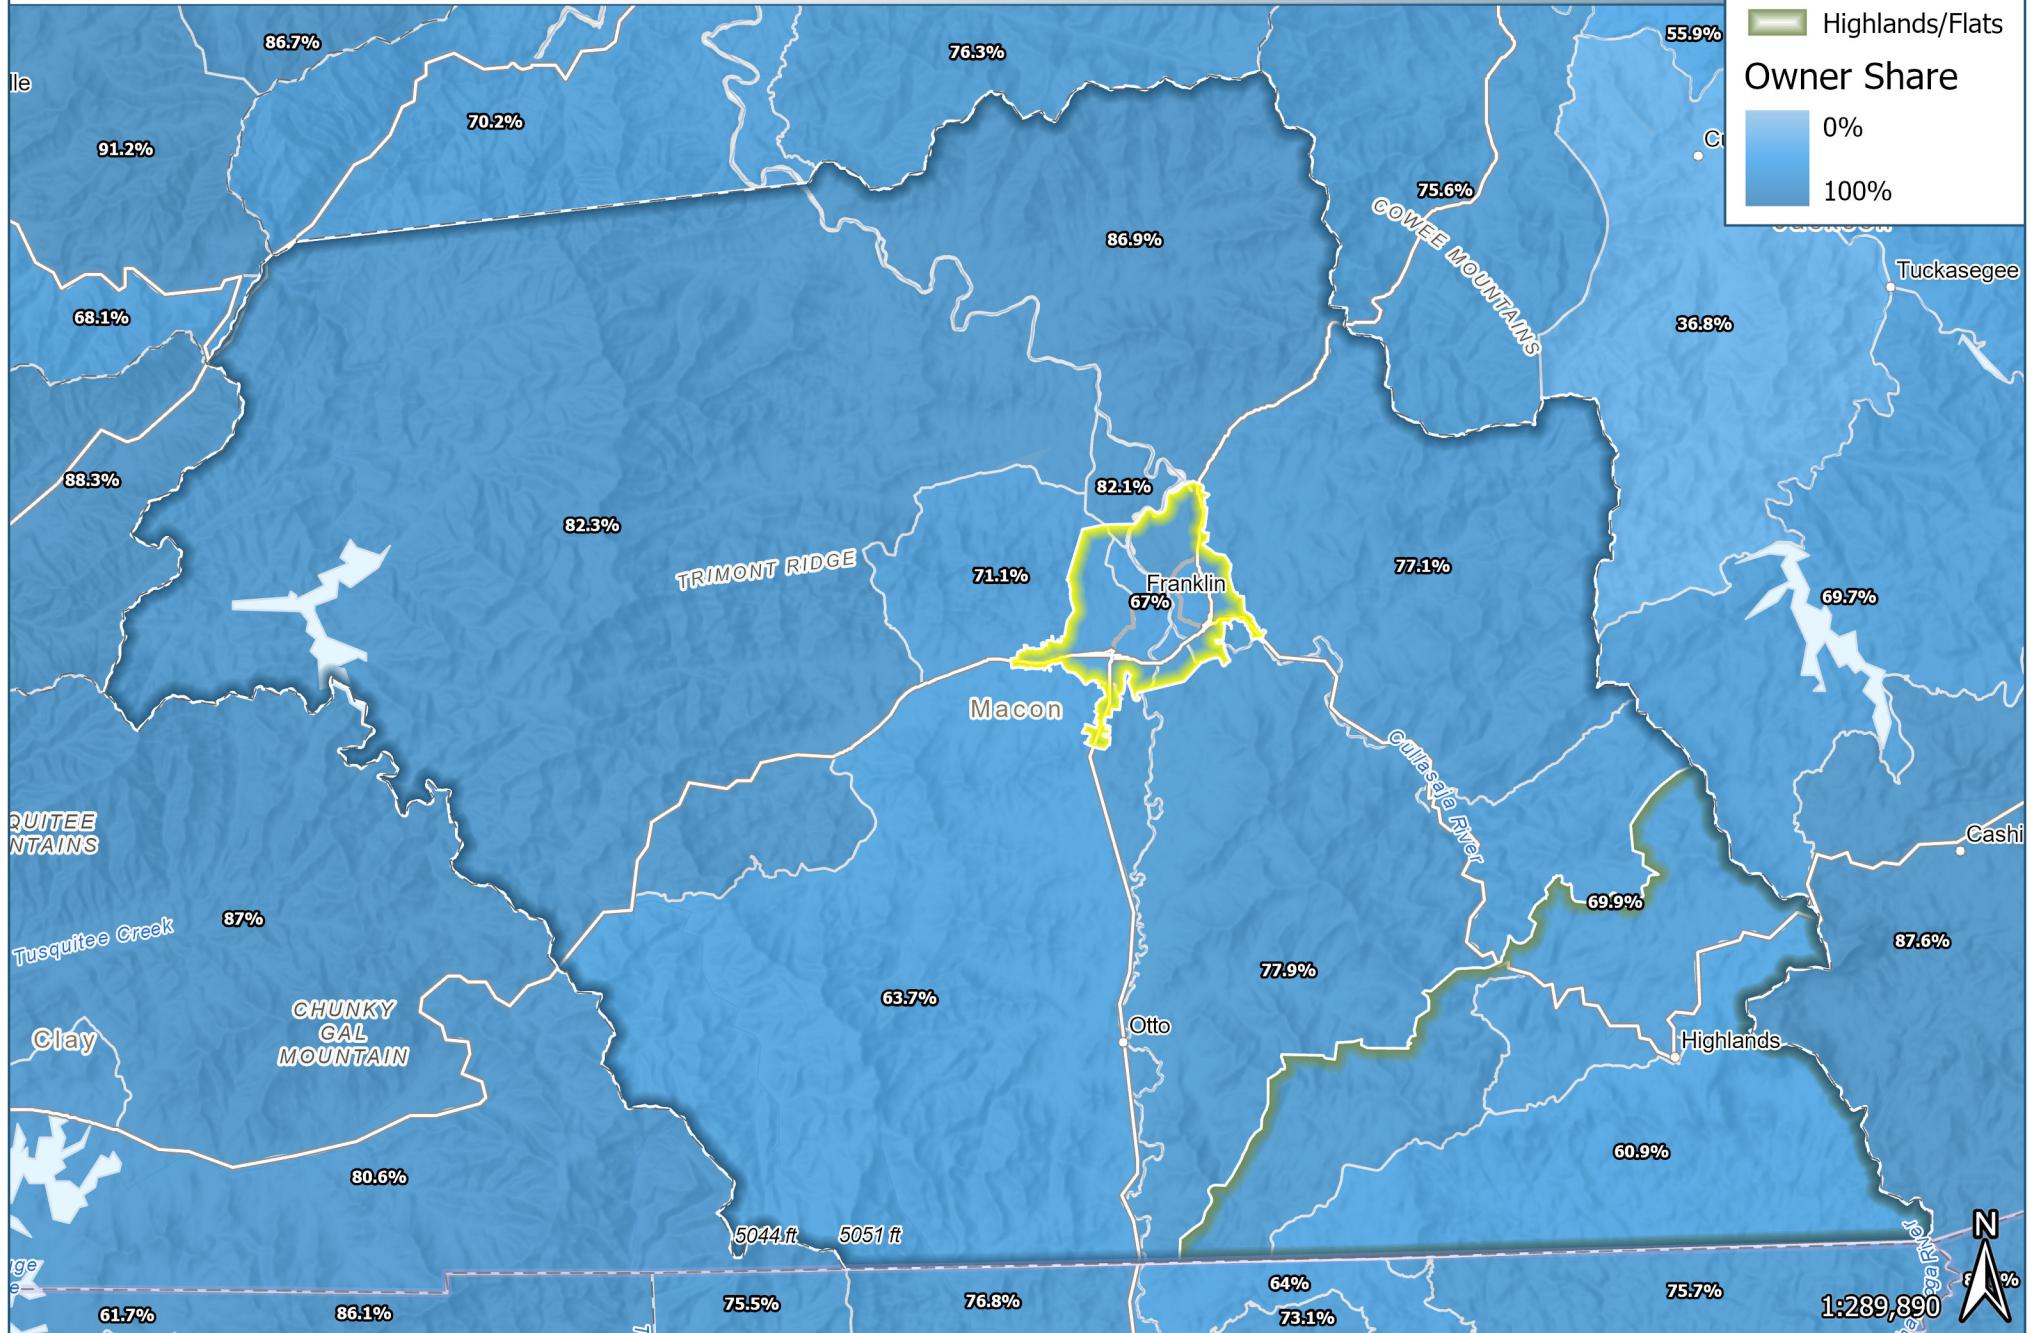 86.7%
76.3%
55.9%
Highlands/Flats
Owner Share
0%
100%
lle
91.2%
70.2%
75.6%
COWEE MOUNTAINS
86.9%
Tuckasegee
68.1%
36.8%
88.3%
82.1%
82.3%
TRIMONT RIDGE
71.1%
Franklin
67%
77.1%
69.7%
Macon
Cullasaja River
QUITEE
NTAINS
Cashi
87%
Tusquitee Creek
69.9%
87.6%
77.9%
63.7%
CHUNKY
GAL
MOUNTAIN
Clay
Otto
Highlands
60.9%
80.6%
5044 ft
5051 ft
N
64%
75.7%
61.7%
86.1%
75.5%
76.8%
73.1%
1:289,890